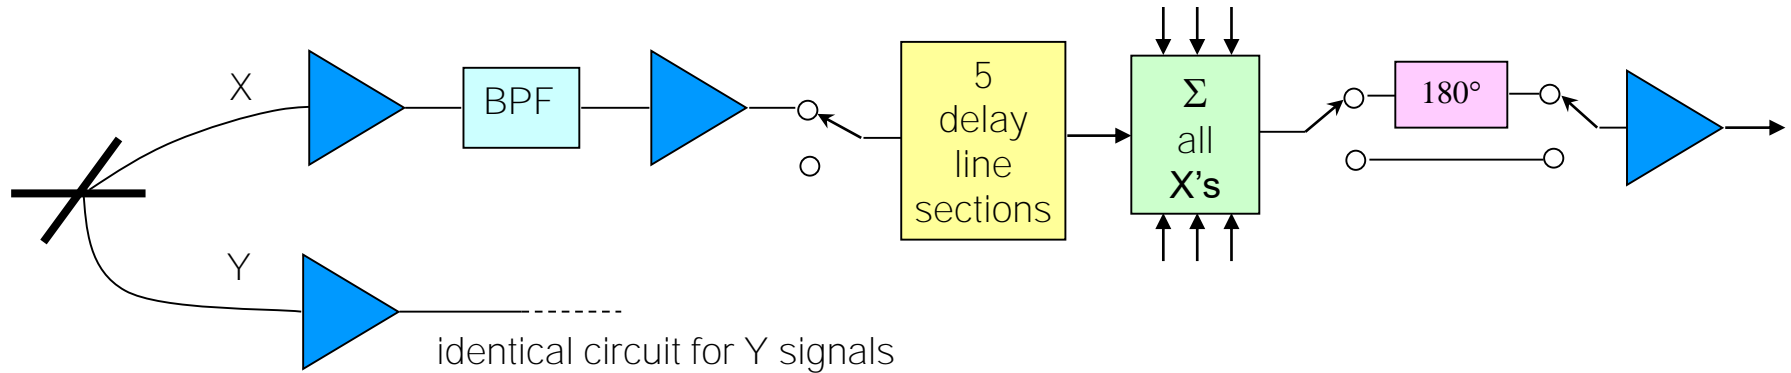 X
BPF
5
delay
line
sections
Σ
all
X's
180°
Y
identical circuit for Y signals